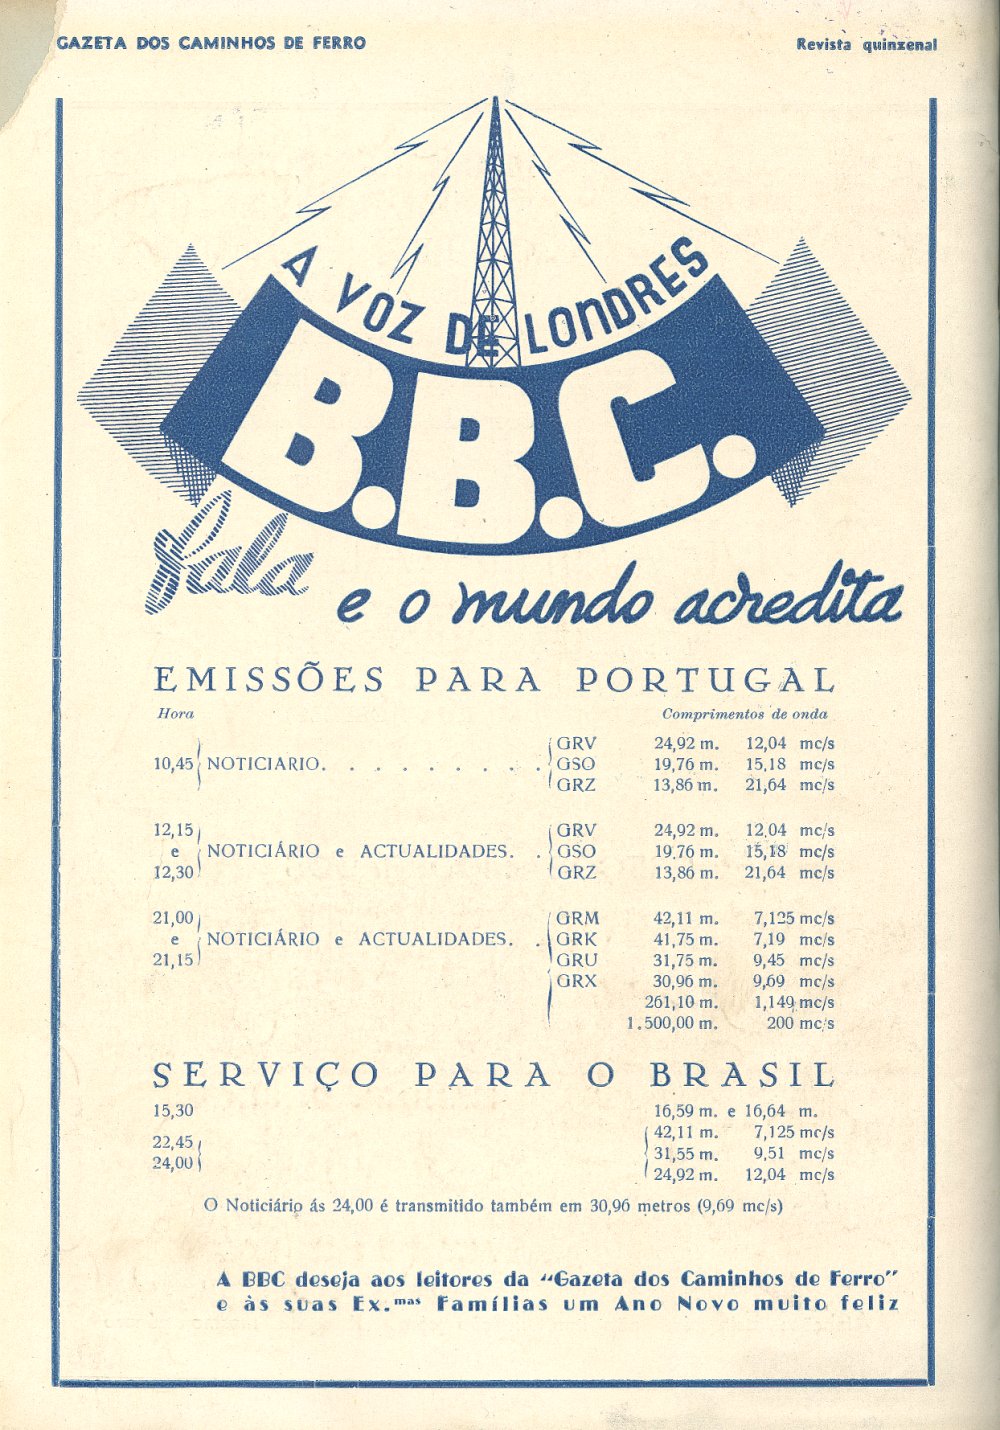 GAZETA DOS CAMINHOS DE FERRO Revista quinzenal
A VOZ DE LONDRES
B.B.C.
fala
e o mundo acredita
EMISSÕES PARA PORTUGAL
Hora Comprimentos de onda
GRV 24,92 m. 12,04 mc/s
10,45 NOTICIARIO. . . . . . . . . . GSO 19,76 m. 15,18 mc/s
GRZ 13,86 m. 21,64 mc/s
12,15 GRV 24,92 m. 12,04 mc/s
e NOTICIÁRIO e ACTUALIDADES. . GSO 19,76 m. 15,18 mc/s
12,30 GRZ 13,86 m. 21,64 mc/s
21,00 GRM 42,11 m. 7,125 mc/s
e NOTICIÁRIO e ACTUALIDADES. . GRK 41,75 m. 7,19 mc/s
21,15 GRU 31,75 m. 9,45 mc/s
GRX 30,96 m. 9,69 mc/s
261,10 m. 1,149 mc/s
1.500,00 m. 200 mc/s
SERVIÇO PARA O BRASIL
15,30 16,59 m. e 16,64 m.
22,45 42,11 m. 7,125 mc/s
24,00 31,55 m. 9,51 mc/s
24,92 m. 12,04 mc/s
O Noticiário ás 24,00 é transmitido também em 30,96 metros (9,69 mc/s)
A BBC deseja aos leitores da “Gazeta dos Caminhos de Ferro”
e às suas Ex.mas Famílias um Ano Novo muito feliz